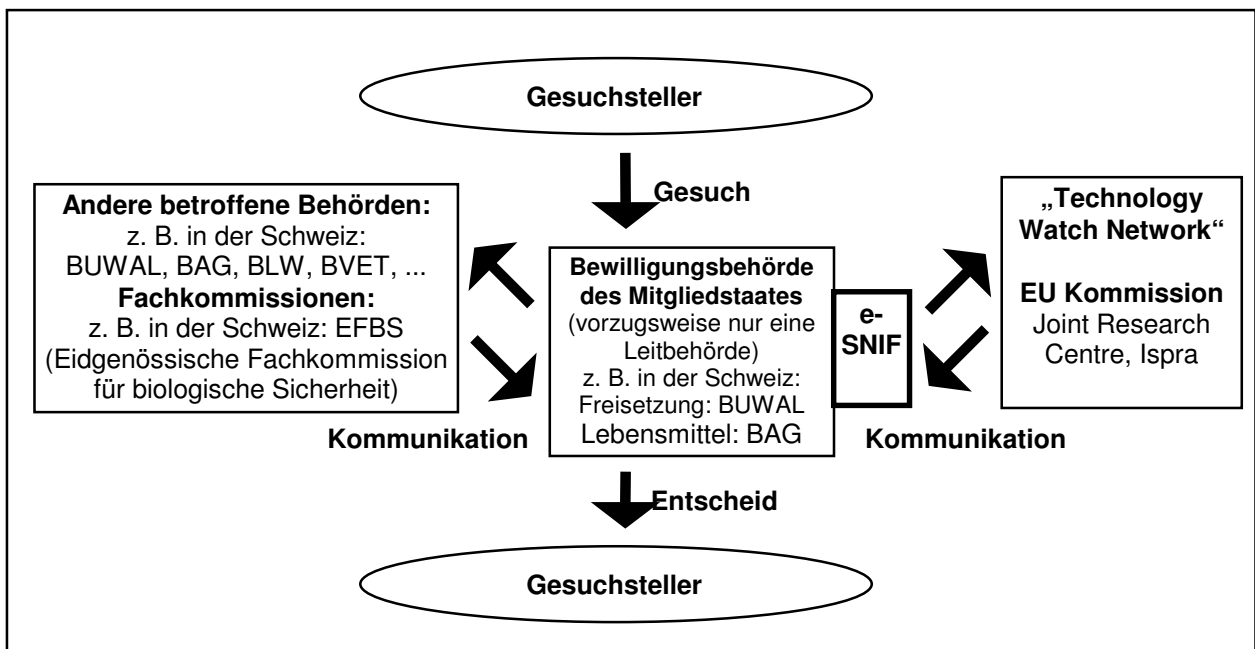 Gesuchsteller
Gesuch
Andere betroffene Behörden:
z. B. in der Schweiz:
BUWAL, BAG, BLW, BVET, ...
Fachkommissionen:
z. B. in der Schweiz: EFBS
(Eidgenössische Fachkommission
für biologische Sicherheit)
Kommunikation
Bewilligungsbehörde
des Mitgliedstaates
(vorzugsweise nur eine
Leitbehörde)
z. B. in der Schweiz:
Freisetzung: BUWAL
Lebensmittel: BAG
e-
SNIF
„Technology
Watch Network“
EU Kommission
Joint Research
Centre, Ispra
Kommunikation
Entscheid
Gesuchsteller